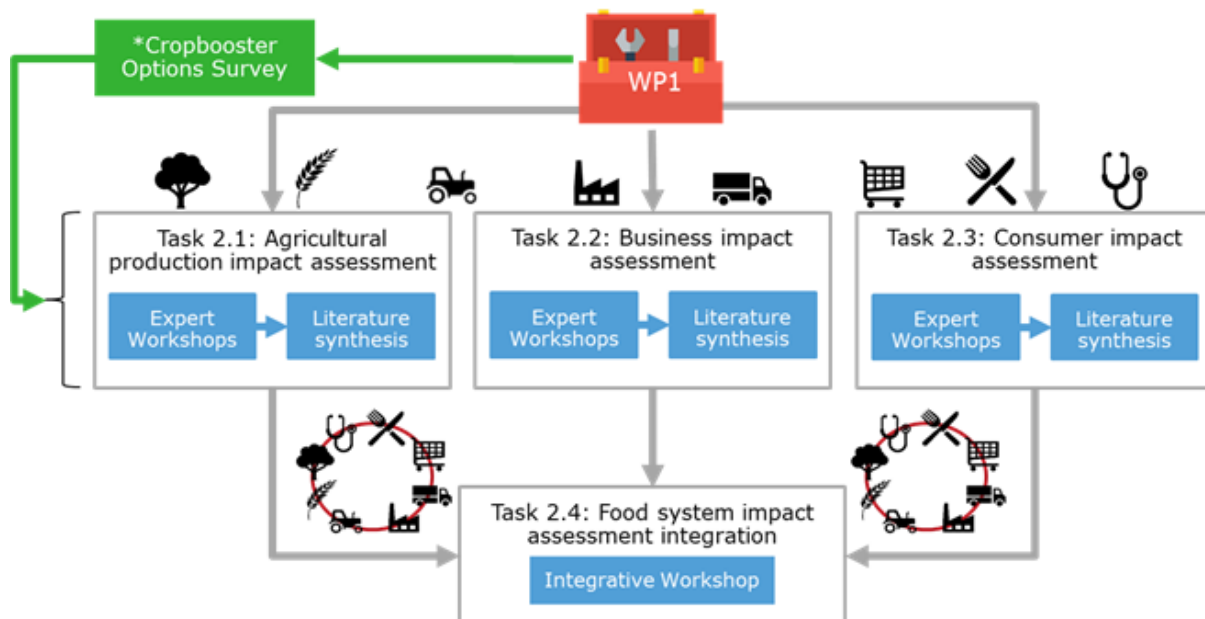 *Cropbooster
Options Survey
WP1
Task 2.1: Agricultural
production impact assessment
Expert
Workshops
Literature
synthesis
Task 2.2: Business impact
assessment
Expert
Workshops
Literature
synthesis
Task 2.3: Consumer impact
assessment
Expert
Workshops
Literature
synthesis
Task 2.4: Food system impact
assessment integration
Integrative Workshop